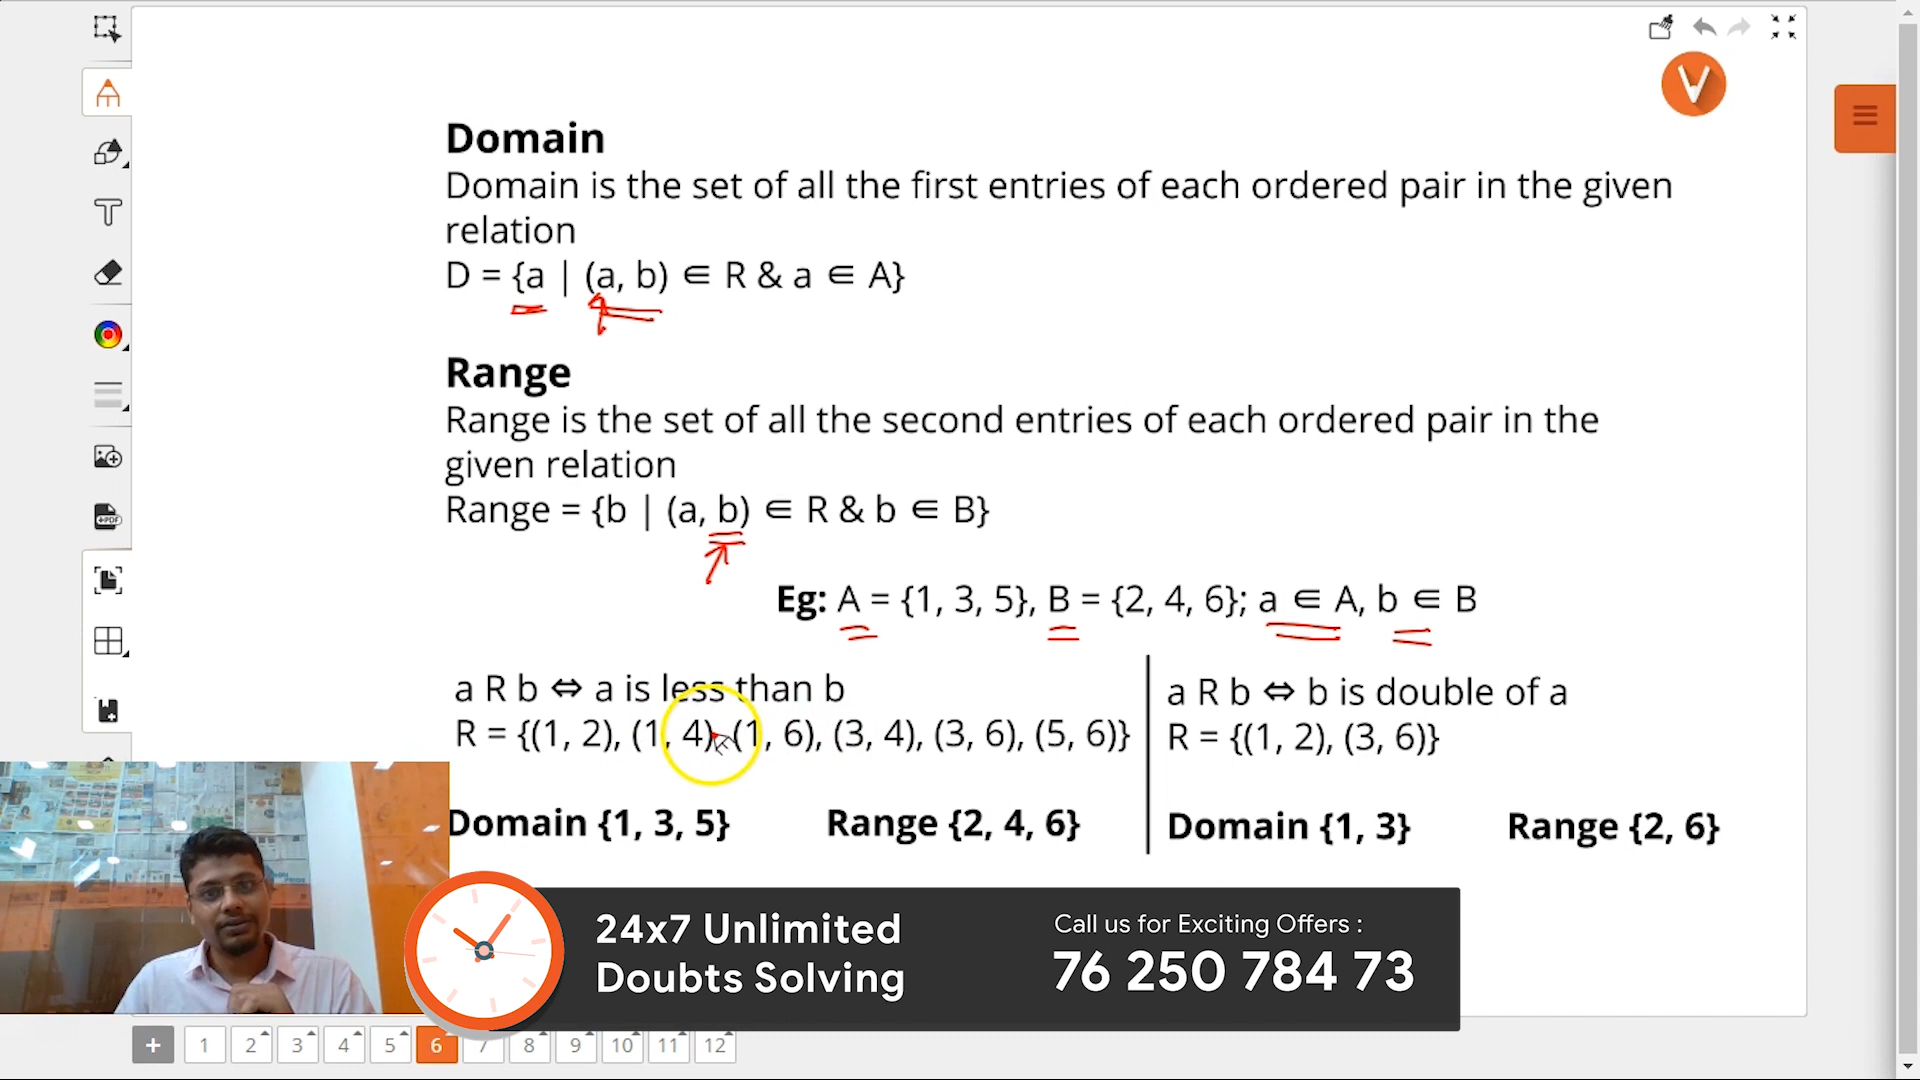 Domain
Domain is the set of all the first entries of each ordered pair in the given
relation
D = {a | (a, b) ∈ R & a ∈ A}
Range
Range is the set of all the second entries of each ordered pair in the
given relation
Range = {b | (a, b) ∈ R & b ∈ B}
Eg: A = {1, 3, 5}, B = {2, 4, 6}; a ∈ A, b ∈ B
a R b ⇔ a is less than b
R = {(1, 2), (1, 4), (1, 6), (3, 4), (3, 6), (5, 6)}
Domain {1, 3, 5} Range {2, 4, 6}
a R b ⇔ b is double of a
R = {(1, 2), (3, 6)}
Domain {1, 3} Range {2, 6}
24x7 Unlimited
Doubts Solving
Call us for Exciting Offers :
76 250 784 73
+ 1 2 3 4 5 6 7 8 9 10 11 12
+PDF
V